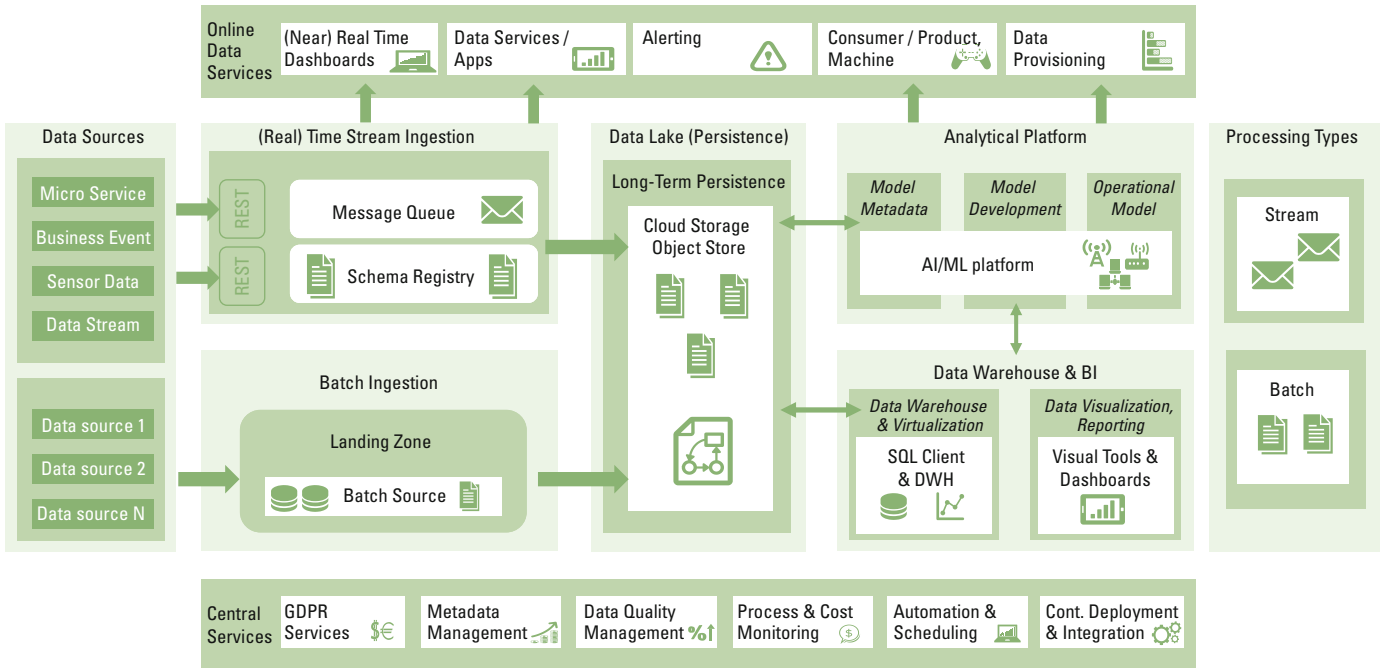 Online
Data
Services
(Near) Real Time
Dashboards
Data Services /
Apps
Alerting
Consumer / Product,
Machine
Data
Provisioning
Data Sources
Micro Service
Business Event
Sensor Data
Data Stream
Data source 1
Data source 2
Data source N
(Real) Time Stream Ingestion
REST
REST
Message Queue
Schema Registry
Batch Ingestion
Landing Zone
Batch Source
Data Lake (Persistence)
Long-Term Persistence
Cloud Storage
Object Store
Analytical Platform
Model
Metadata
Model
Development
Operational
Model
AI/ML platform
Data Warehouse & BI
Data Warehouse
& Virtualization
SQL Client
& DWH
Data Visualization,
Reporting
Visual Tools &
Dashboards
Processing Types
Stream
Batch
Central
Services
GDPR
Services
$€
Metadata
Management
Data Quality
Management
%
Process & Cost
Monitoring
$
Automation &
Scheduling
Cont. Deployment
& Integration